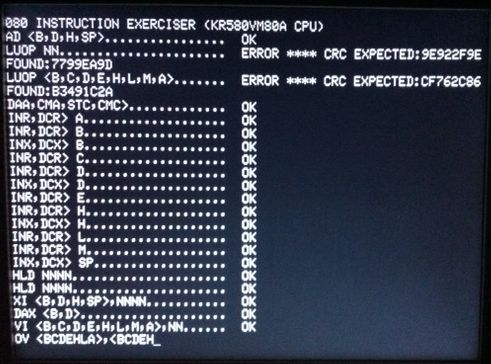 080 INSTRUCTION EXERCISER (KR580VM80A CPU)
AD <B,D,H,SP>................. OK
LUOP NN....................... ERROR **** CRC EXPECTED:9E922F9E
FOUND:7799EA9D
LUOP <B,C,D,E,H,L,M,A>........ ERROR **** CRC EXPECTED:CF762C86
FOUND:B3491C2A
DAA,CMA,STC,CMC>.............. OK
INR,DCR> A.................... OK
INR,DCR> B.................... OK
INX,DCX> B.................... OK
INR,DCR> C.................... OK
INR,DCR> D.................... OK
INX,DCX> D.................... OK
INR,DCR> E.................... OK
INR,DCR> H.................... OK
INX,DCX> H.................... OK
INR,DCR> L.................... OK
INR,DCR> M.................... OK
INX,DCX> SP................... OK
HLD NNNN...................... OK
HLD NNNN...................... OK
XI <B,D,H,SP>,NNNN............ OK
DAX <B,D>..................... OK
VI <B,C,D,E,H,L,M,A>,NN....... OK
OV <BCDEHLA>,<BCDEH_